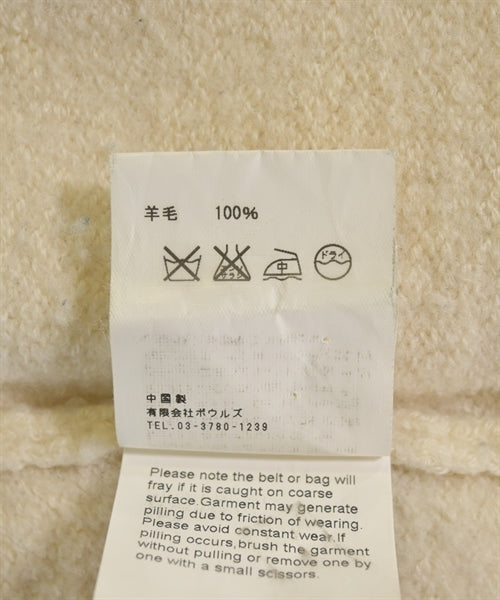 羊毛 100%
中 ドライ
中国製
有限会社ボウルズ
TEL.03-3780-1239
Please note the belt or bag will
fray if it is caught on coarse
surface.Garment may generate
pilling due to friction of wearing.
Please avoid constant wear.If
pilling occurs,brush the garment
without pulling or remove one by
one with a small scissors.